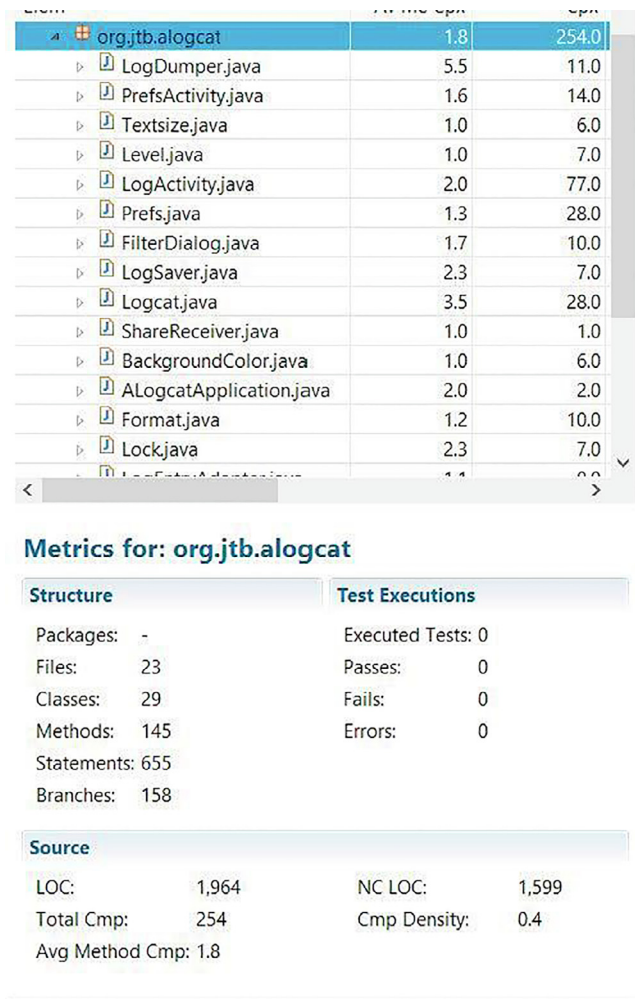 org.jtb.alogcat 1.8 254.0
LogDumper.java 5.5 11.0
PrefsActivity.java 1.6 14.0
Textsize.java 1.0 6.0
Level.java 1.0 7.0
LogActivity.java 2.0 77.0
Prefs.java 1.3 28.0
FilterDialog.java 1.7 10.0
LogSaver.java 2.3 7.0
Logcat.java 3.5 28.0
ShareReceiver.java 1.0 1.0
BackgroundColor.java 1.0 6.0
ALogcatApplication.java 2.0 2.0
Format.java 1.2 10.0
Lock.java 2.3 7.0
Metrics for: org.jtb.alogcat
Structure
Packages: -
Files: 23
Classes: 29
Methods: 145
Statements: 655
Branches: 158
Test Executions
Executed Tests: 0
Passes: 0
Fails: 0
Errors: 0
Source
LOC: 1,964 NC LOC: 1,599
Total Cmp: 254 Cmp Density: 0.4
Avg Method Cmp: 1.8